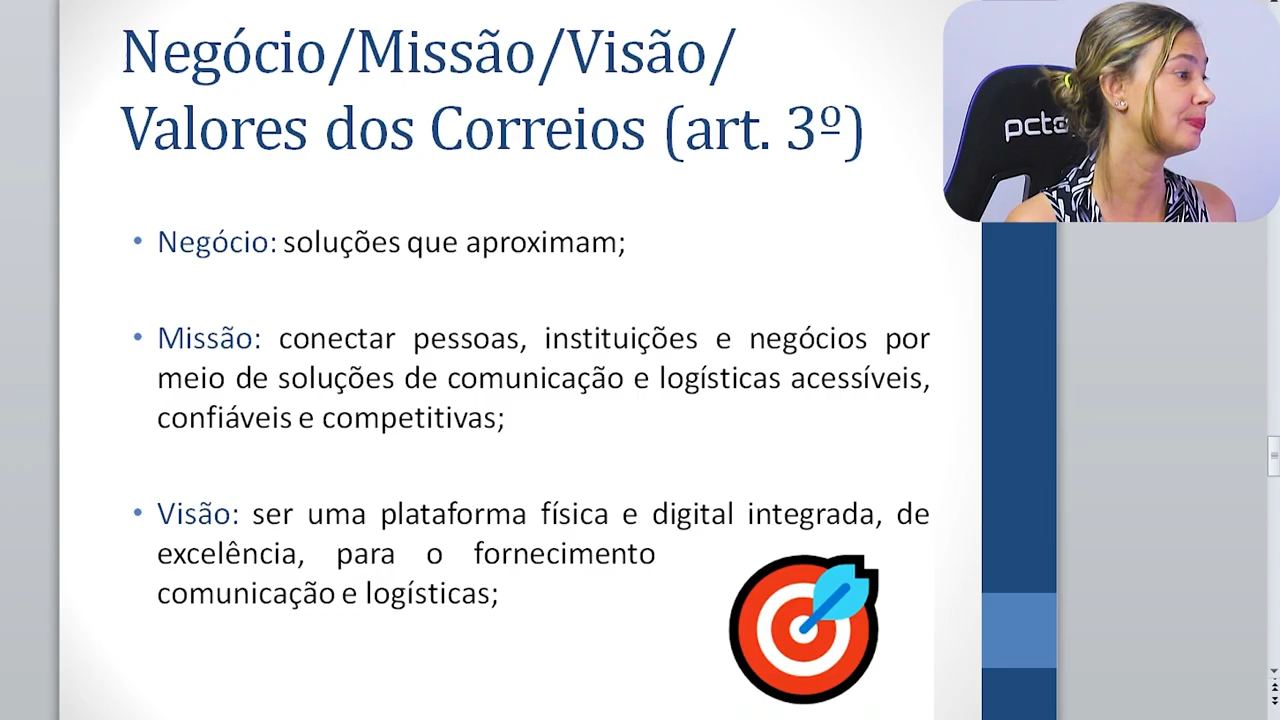 Negócio/Missão/Visão/
Valores dos Correios (art. 3º)
pcta
• Negócio: soluções que aproximam;
• Missão: conectar pessoas, instituições e negócios por
meio de soluções de comunicação e logísticas acessíveis,
confiáveis e competitivas;
• Visão: ser uma plataforma física e digital integrada, de
excelência, para o fornecimento
comunicação e logísticas;